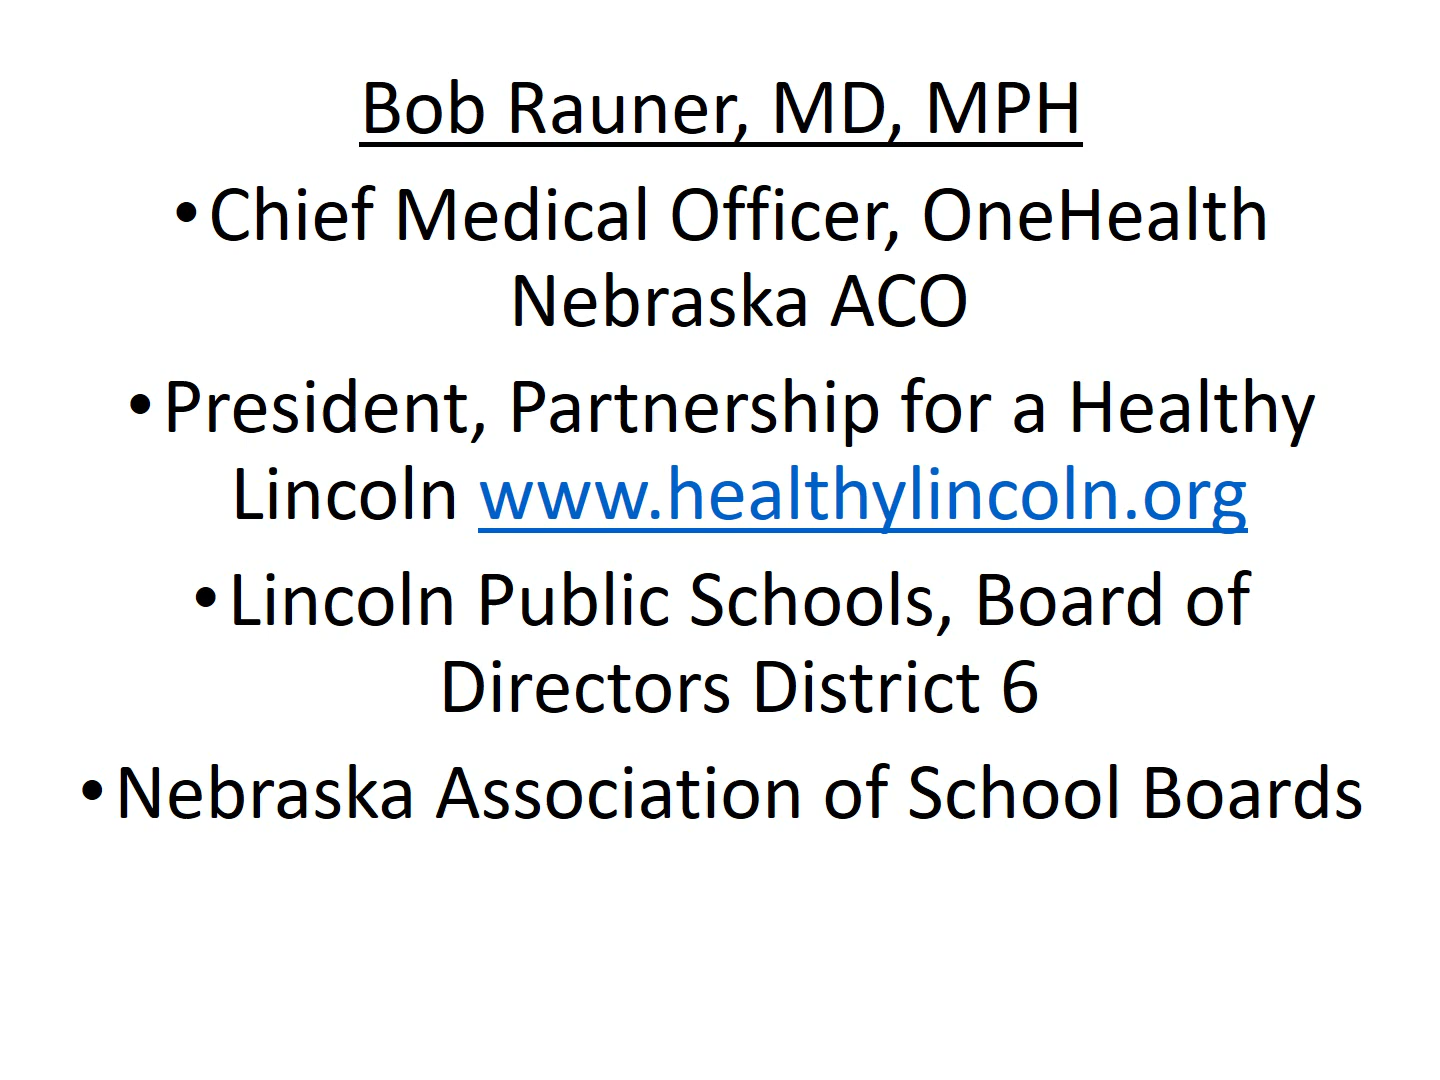 Bob Rauner, MD, MPH
•Chief Medical Officer, OneHealth
Nebraska ACO
•President, Partnership for a Healthy
Lincoln www.healthylincoln.org
•Lincoln Public Schools, Board of
Directors District 6
•Nebraska Association of School Boards